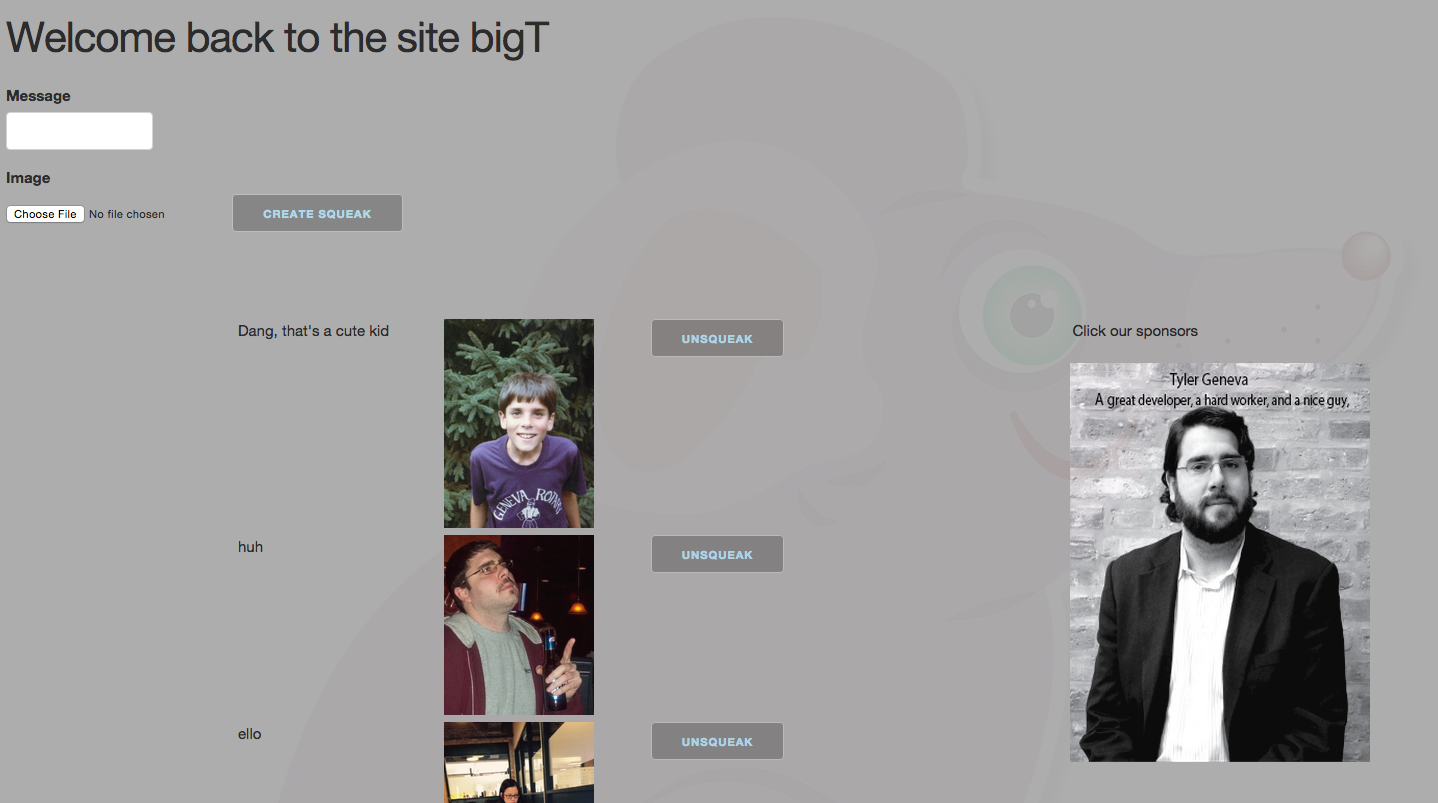 Welcome back to the site bigT
Message
Image
Choose File No file chosen
CREATE SQUEAK
Dang, that's a cute kid
UNSQUEAK
Click our sponsors
Tyler Geneva
A great developer, a hard worker, and a nice guy,
GENEVA
huh
UNSQUEAK
ello
UNSQUEAK